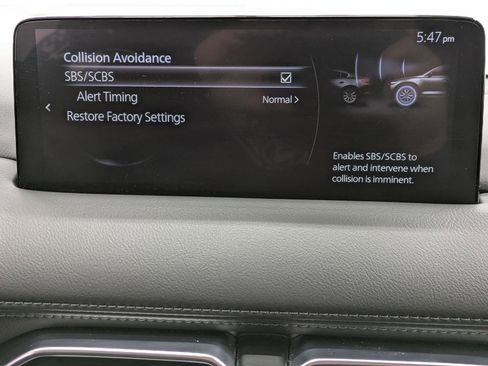 5:47 pm
Collision Avoidance
SBS/SCBS
Alert Timing Normal
Restore Factory Settings
Enables SBS/SCBS to
alert and intervene when
collision is imminent.